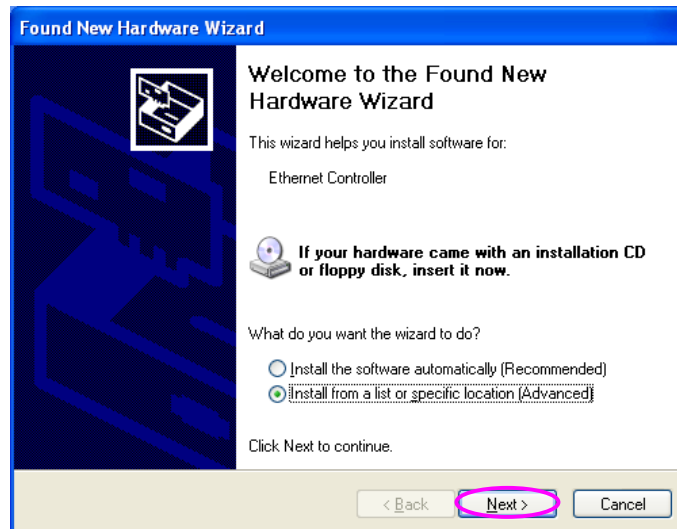 Found New Hardware Wizard
Welcome to the Found New
Hardware Wizard
This wizard helps you install software for:
Ethernet Controller
If your hardware came with an installation CD
or floppy disk, insert it now.
What do you want the wizard to do?
Install the software automatically (Recommended)
Install from a list or specific location (Advanced)
Click Next to continue.
< Back Next > Cancel